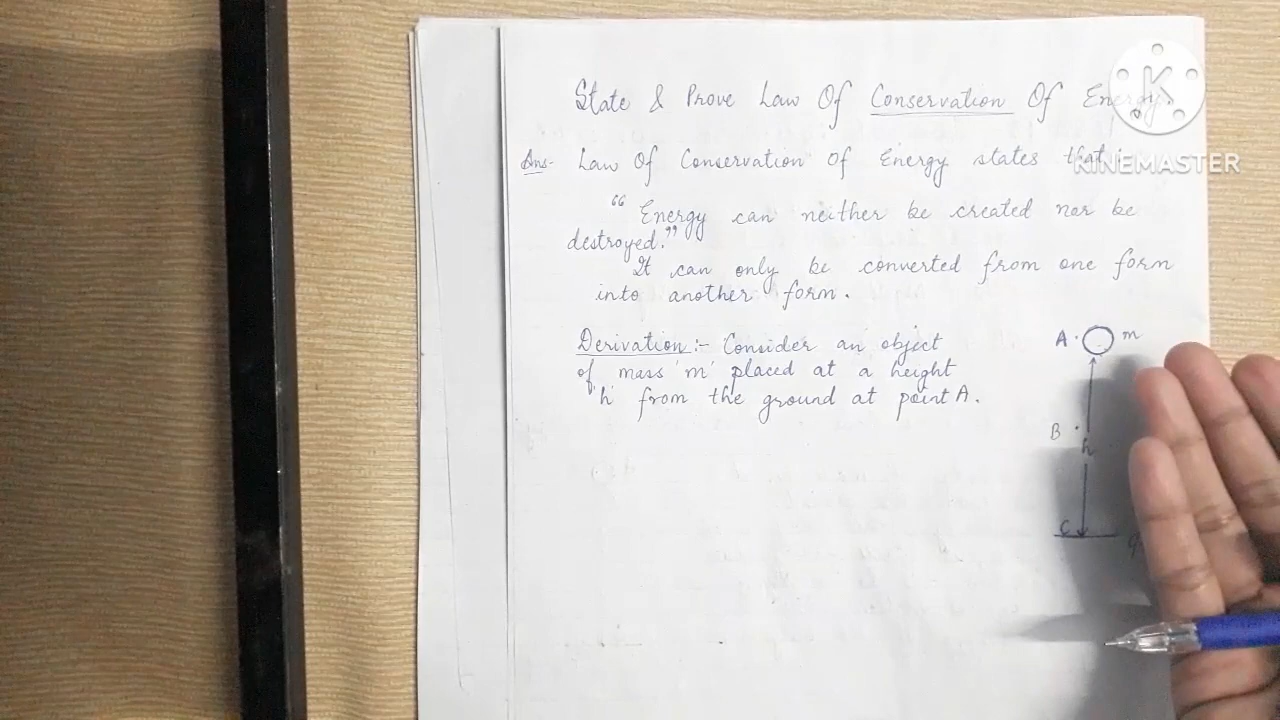 State & Prove Law Of Conservation Of Energy.
Ans- Law Of Conservation Of Energy states that :
“ Energy can neither be created nor be
destroyed.”
It can only be converted from one form
into another form.
Derivation :- Consider an object
of mass 'm' placed at a height
'h' from the ground at point A.
A m
B
h
C
K
KINEMASTER